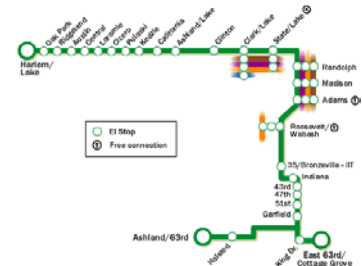 Harlem/
Lake
Oak Park
Ridgeland
Austin
Central
Laramie
Cicero
Pulaski
Kedzie
California
Ashland/Lake
Clinton
Clark/Lake
State/Lake Ⓣ
Randolph
Madison
Adams Ⓣ
Roosevelt/Ⓣ
Wabash
El Stop
Ⓣ Free connection
35/Bronzeville - IIT
Indiana
43rd
47th
51st
Garfield
Ashland/63rd
Halsted
King Dr.
East 63rd/
Cottage Grove